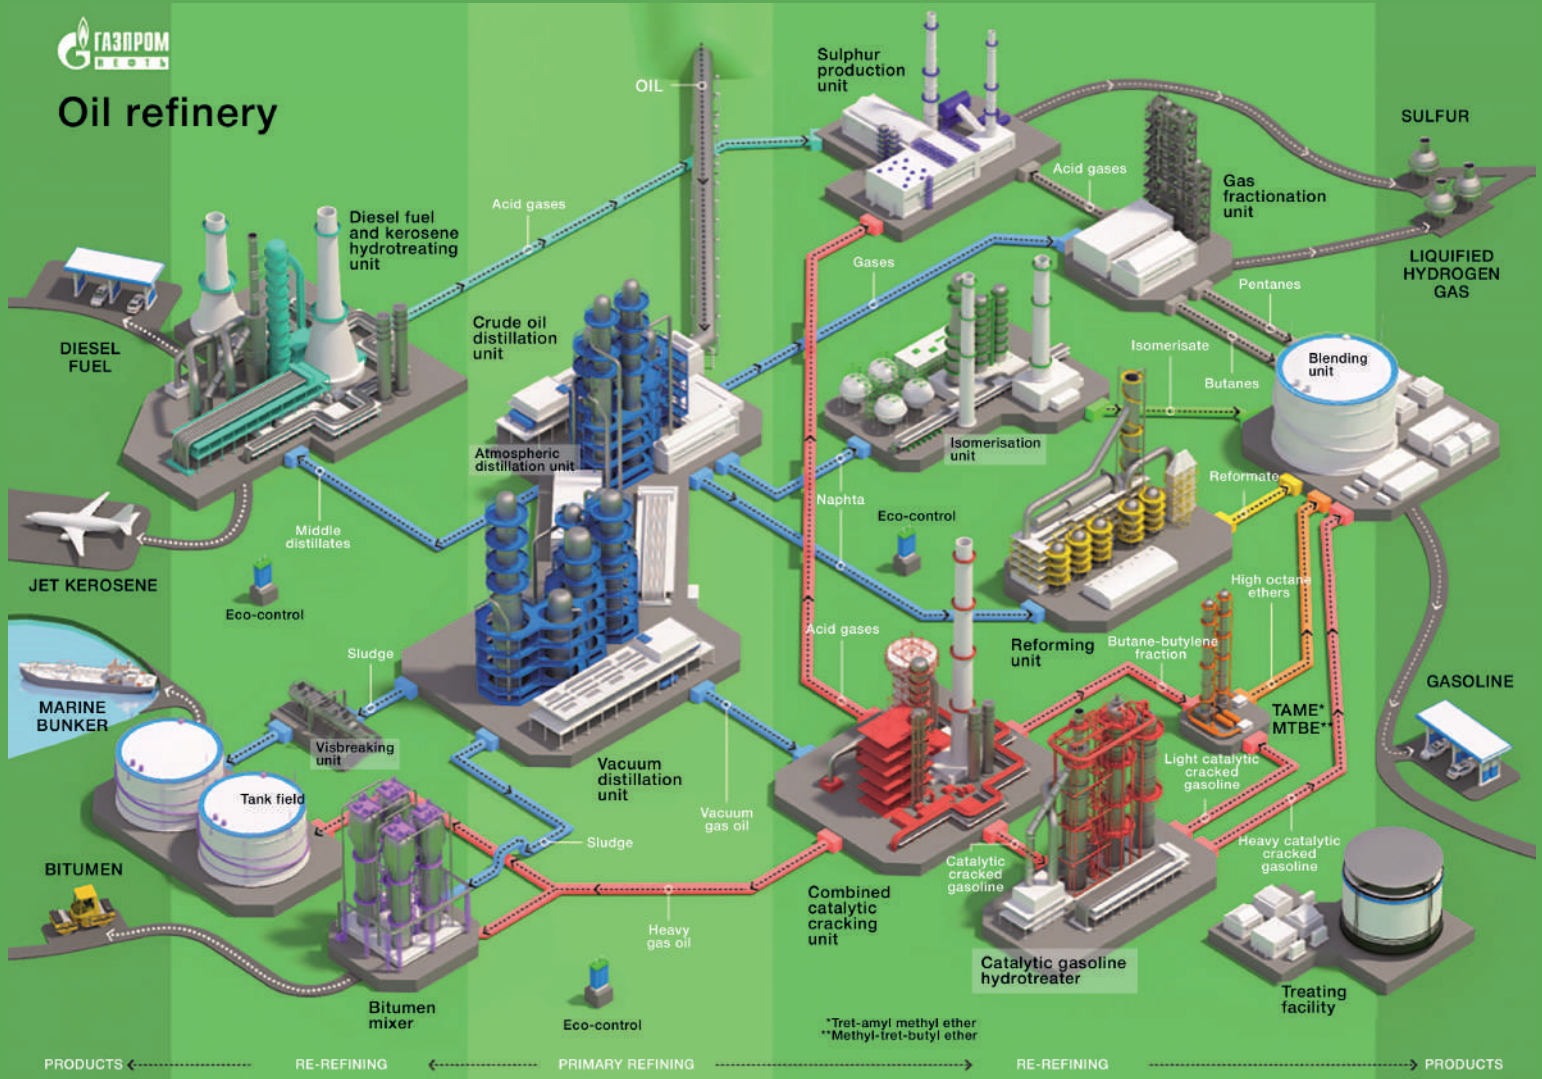 ГАЗПРОМ
НЕФТЬ
Oil refinery
OIL
Sulphur
production
unit
SULFUR
Acid gases
Gas
fractionation
unit
Acid gases
Diesel fuel
and kerosene
hydrotreating
unit
LIQUIFIED
HYDROGEN
GAS
Gases
Pentanes
Crude oil
distillation
unit
DIESEL
FUEL
Isomerisate
Butanes
Blending
unit
Atmospheric
distillation unit
Isomerisation
unit
Reformate
Naphta
Eco-control
Middle
distillates
JET KEROSENE
Eco-control
High octane
ethers
Acid gases
Reforming
unit
Butane-butylene
fraction
Sludge
GASOLINE
MARINE
BUNKER
TAME*
MTBE**
Visbreaking
unit
Vacuum
distillation
unit
Light catalytic
cracked
gasoline
Tank field
Vacuum
gas oil
Sludge
Heavy catalytic
cracked
gasoline
Catalytic
cracked
gasoline
BITUMEN
Combined
catalytic
cracking
unit
Heavy
gas oil
Catalytic gasoline
hydrotreater
Treating
facility
Bitumen
mixer
Eco-control
*Tret-amyl methyl ether
**Methyl-tret-butyl ether
PRODUCTS
RE-REFINING
PRIMARY REFINING
RE-REFINING
PRODUCTS